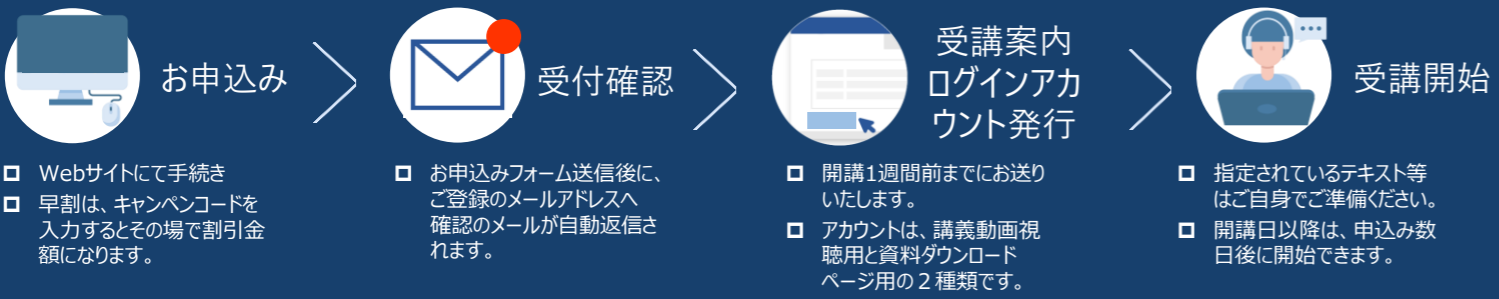 お申込み
Webサイトにて手続き
早割は、キャンペンコードを
入力するとその場で割引金
額になります。
受付確認
お申込みフォーム送信後に、
ご登録のメールアドレスへ
確認のメールが自動返信さ
れます。
受講案内
ログインアカ
ウント発行
開講1週間前までにお送り
いたします。
アカウントは、講義動画視
聴用と資料ダウンロード
ページ用の２種類です。
受講開始
指定されているテキスト等
はご自身でご準備ください。
開講日以降は、申込み数
日後に開始できます。